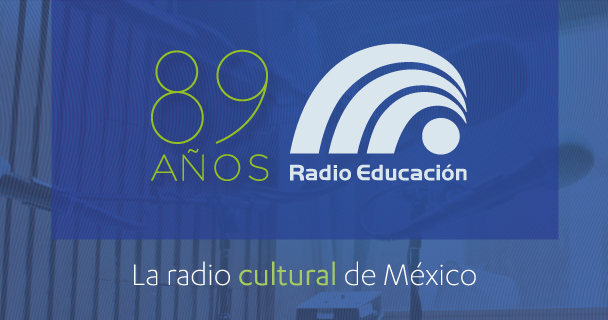 89
AÑOS
Radio Educación
La radio cultural de México